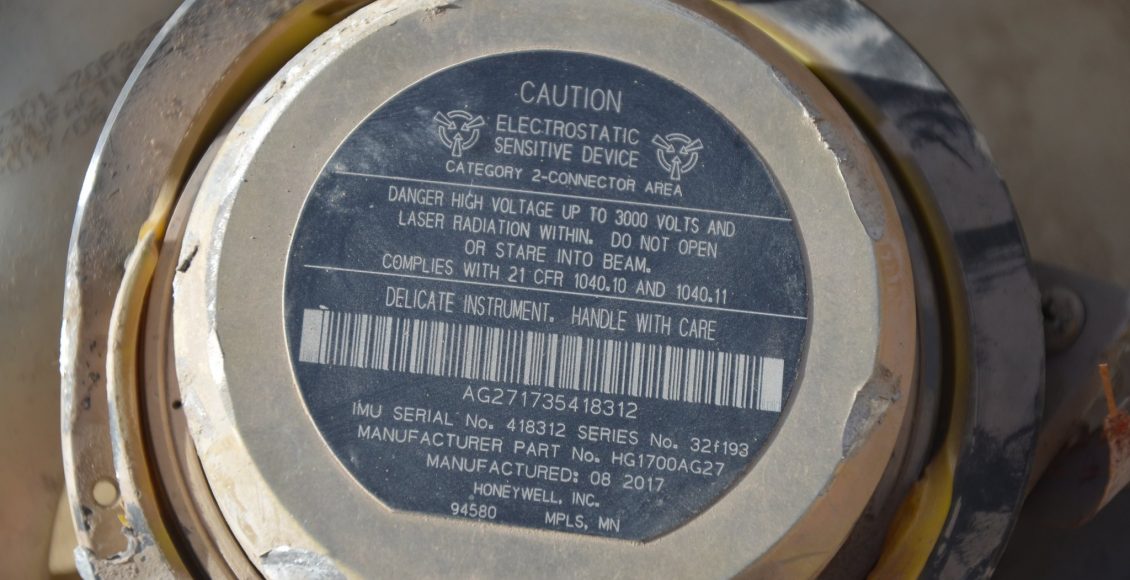 CAUTION
ELECTROSTATIC
SENSITIVE DEVICE
CATEGORY 2-CONNECTOR AREA
DANGER HIGH VOLTAGE UP TO 3000 VOLTS AND
LASER RADIATION WITHIN. DO NOT OPEN
OR STARE INTO BEAM.
COMPLIES WITH 21 CFR 1040.10 AND 1040.11
DELICATE INSTRUMENT. HANDLE WITH CARE
AG271735418312
IMU SERIAL No. 418312 SERIES No. 32f193
MANUFACTURER PART No. HG1700AG27
MANUFACTURED: 08 2017
HONEYWELL, INC.
94580 MPLS, MN